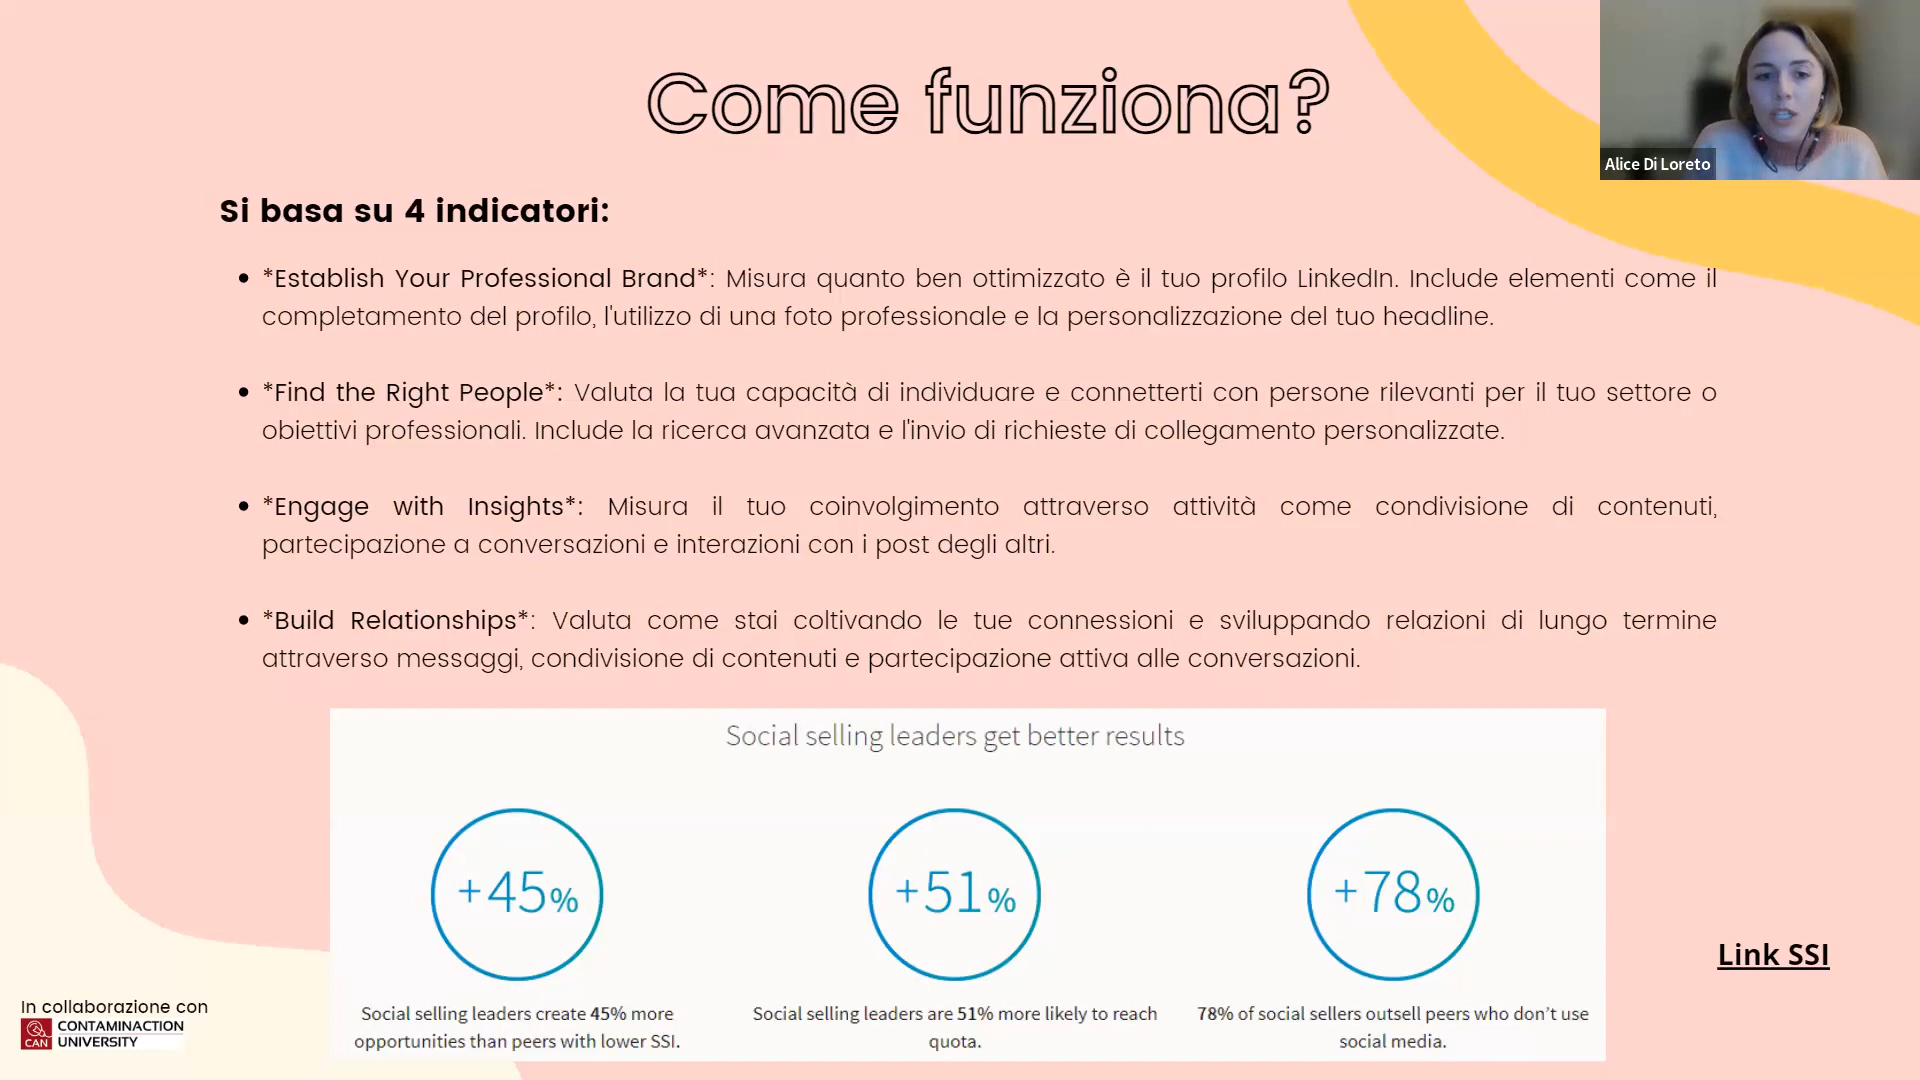 Come funziona?
Alice Di Loreto
Si basa su 4 indicatori:
• *Establish Your Professional Brand*: Misura quanto ben ottimizzato è il tuo profilo LinkedIn. Include elementi come il
completamento del profilo, l'utilizzo di una foto professionale e la personalizzazione del tuo headline.
• *Find the Right People*: Valuta la tua capacità di individuare e connetterti con persone rilevanti per il tuo settore o
obiettivi professionali. Include la ricerca avanzata e l'invio di richieste di collegamento personalizzate.
• *Engage with Insights*: Misura il tuo coinvolgimento attraverso attività come condivisione di contenuti,
partecipazione a conversazioni e interazioni con i post degli altri.
• *Build Relationships*: Valuta come stai coltivando le tue connessioni e sviluppando relazioni di lungo termine
attraverso messaggi, condivisione di contenuti e partecipazione attiva alle conversazioni.
Social selling leaders get better results
+45%
Social selling leaders create 45% more
opportunities than peers with lower SSI.
+51%
Social selling leaders are 51% more likely to reach
quota.
+78%
78% of social sellers outsell peers who don’t use
social media.
Link SSI
In collaborazione con
CAN
CONTAMINACTION
UNIVERSITY